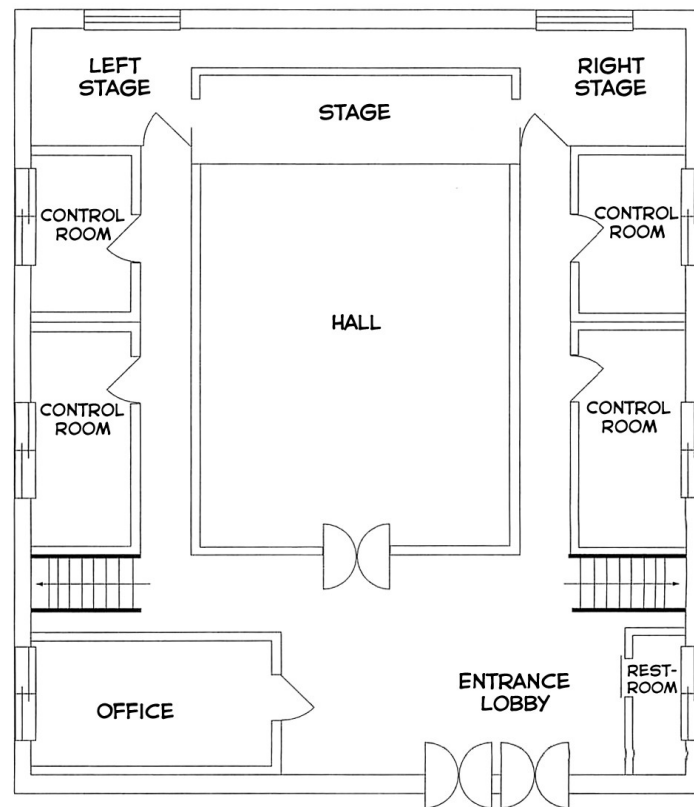 LEFT
STAGE
RIGHT
STAGE
STAGE
CONTROL
ROOM
CONTROL
ROOM
HALL
CONTROL
ROOM
CONTROL
ROOM
OFFICE
ENTRANCE
LOBBY
REST-
ROOM